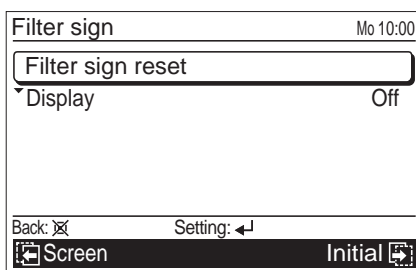 Filter sign Mo 10:00
Filter sign reset
Display Off
Back: Setting:
Screen Initial